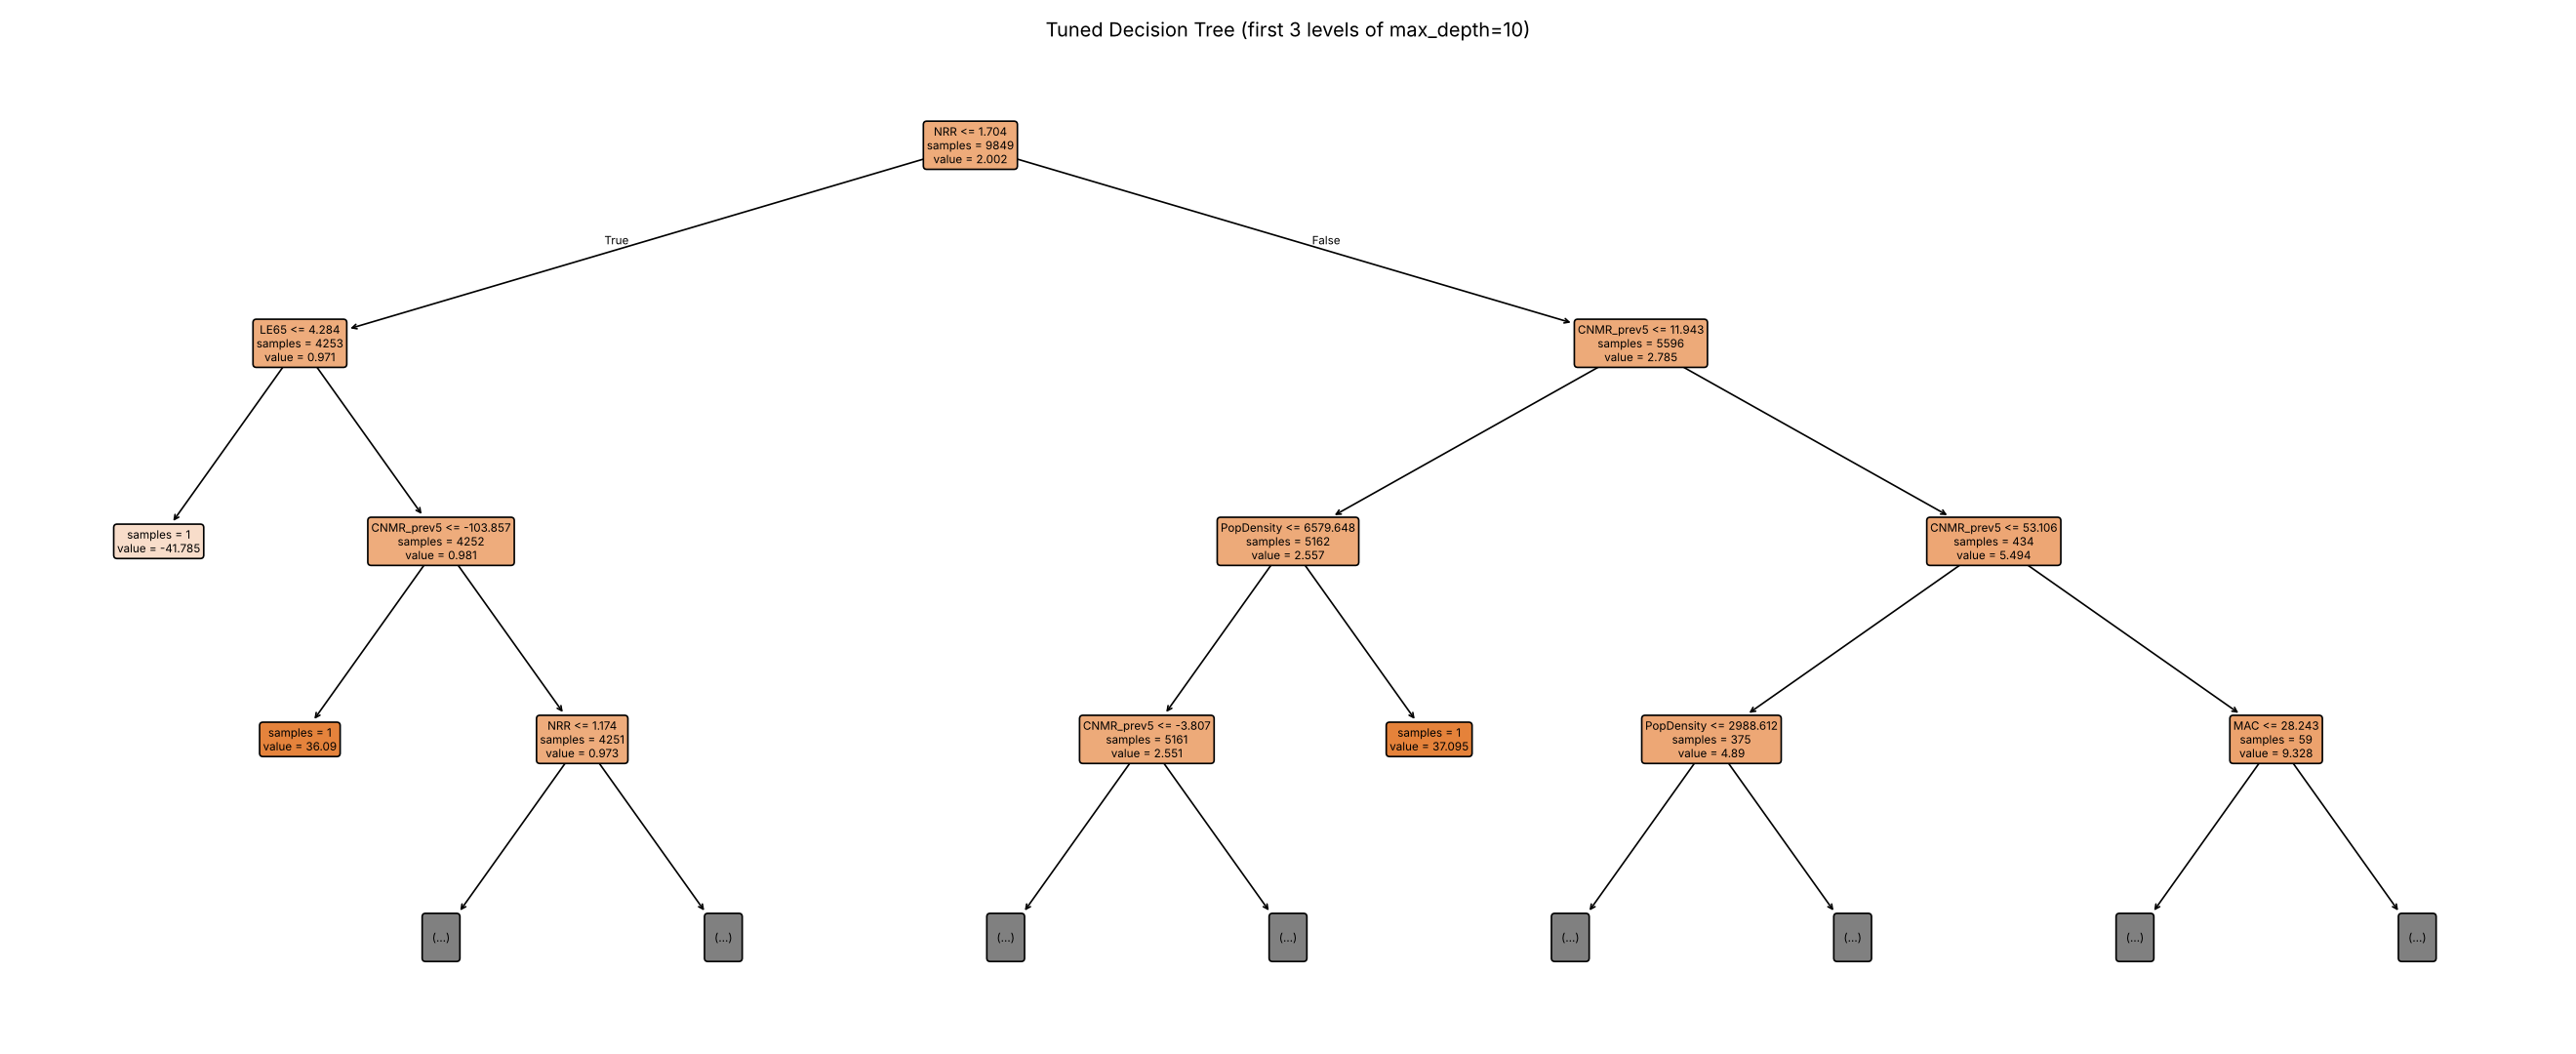 Tuned Decision Tree (first 3 levels of max_depth=10)
NRR <= 1.704
samples = 9849
value = 2.002
True
False
LE65 <= 4.284
samples = 4253
value = 0.971
CNMR_prev5 <= 11.943
samples = 5596
value = 2.785
samples = 1
value = -41.785
CNMR_prev5 <= -103.857
samples = 4252
value = 0.981
PopDensity <= 6579.648
samples = 5162
value = 2.557
CNMR_prev5 <= 53.106
samples = 434
value = 5.494
samples = 1
value = 36.09
NRR <= 1.174
samples = 4251
value = 0.973
CNMR_prev5 <= -3.807
samples = 5161
value = 2.551
samples = 1
value = 37.095
PopDensity <= 2988.612
samples = 375
value = 4.89
MAC <= 28.243
samples = 59
value = 9.328
(...)
(...)
(...)
(...)
(...)
(...)
(...)
(...)